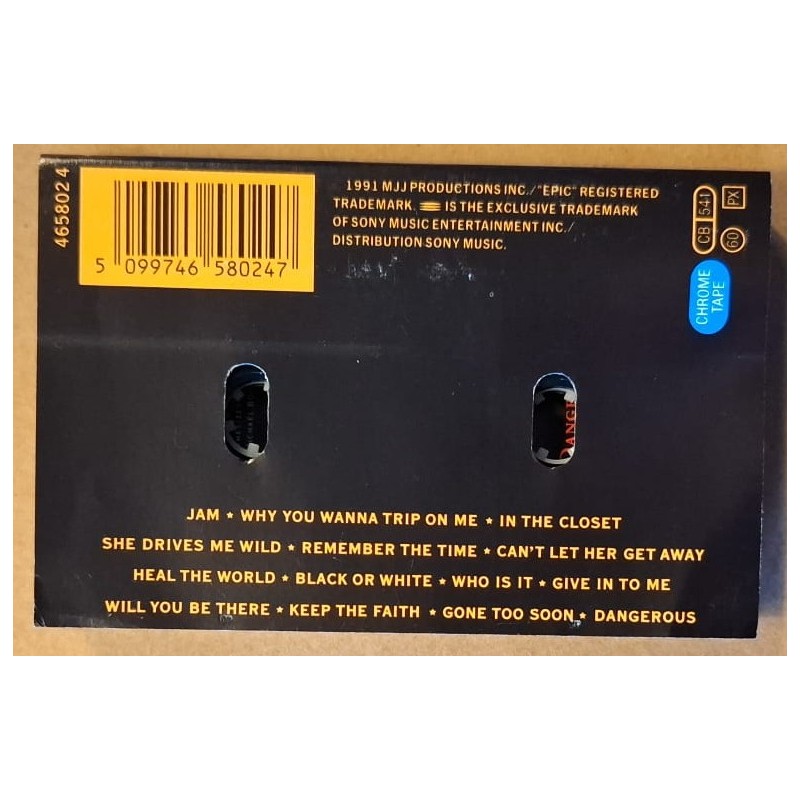 465802 4
5 099746 580247
1991 MJJ PRODUCTIONS INC./"EPIC" REGISTERED
TRADEMARK. IS THE EXCLUSIVE TRADEMARK
OF SONY MUSIC ENTERTAINMENT INC./
DISTRIBUTION SONY MUSIC.
CB 541
60
PX
CHROME
TAPE
ANGE
JAM ★ WHY YOU WANNA TRIP ON ME ★ IN THE CLOSET
SHE DRIVES ME WILD ★ REMEMBER THE TIME ★ CAN'T LET HER GET AWAY
HEAL THE WORLD ★ BLACK OR WHITE ★ WHO IS IT ★ GIVE IN TO ME
WILL YOU BE THERE ★ KEEP THE FAITH ★ GONE TOO SOON ★ DANGEROUS